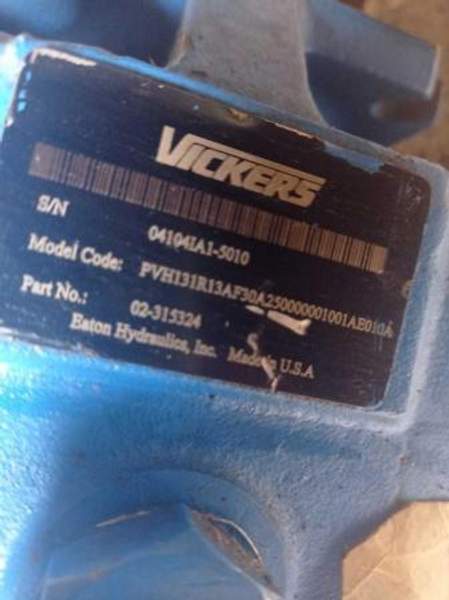 VICKERS
S/N 04104IA1-5010
Model Code: PVH131R13AF30A250000001001AE010A
Part No.: 02-315324
Eaton Hydraulics, Inc. Made in U.S.A